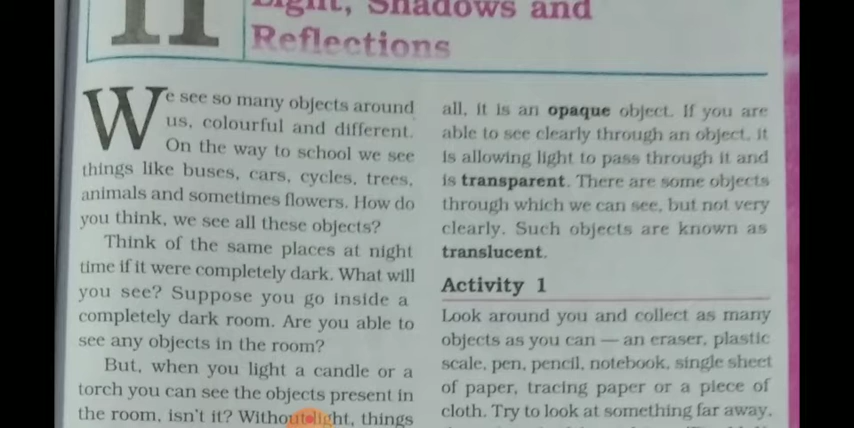 11
Light, Shadows and
Reflections
We see so many objects around
us, colourful and different.
On the way to school we see
things like buses, cars, cycles, trees,
animals and sometimes flowers. How do
you think, we see all these objects?
Think of the same places at night
time if it were completely dark. What will
you see? Suppose you go inside a
completely dark room. Are you able to
see any objects in the room?
But, when you light a candle or a
torch you can see the objects present in
the room, isn't it? Without light, things
all, it is an opaque object. If you are
able to see clearly through an object, it
is allowing light to pass through it and
is transparent. There are some objects
through which we can see, but not very
clearly. Such objects are known as
translucent.
Activity 1
Look around you and collect as many
objects as you can — an eraser, plastic
scale, pen, pencil, notebook, single sheet
of paper, tracing paper or a piece of
cloth. Try to look at something far away,